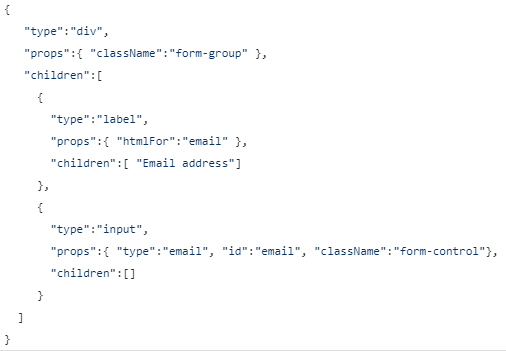 {
"type":"div",
"props":{ "className":"form-group" },
"children":[
{
"type":"label",
"props":{ "htmlFor":"email" },
"children":[ "Email address"]
},
{
"type":"input",
"props":{ "type":"email", "id":"email", "className":"form-control"},
"children":[]
}
]
}